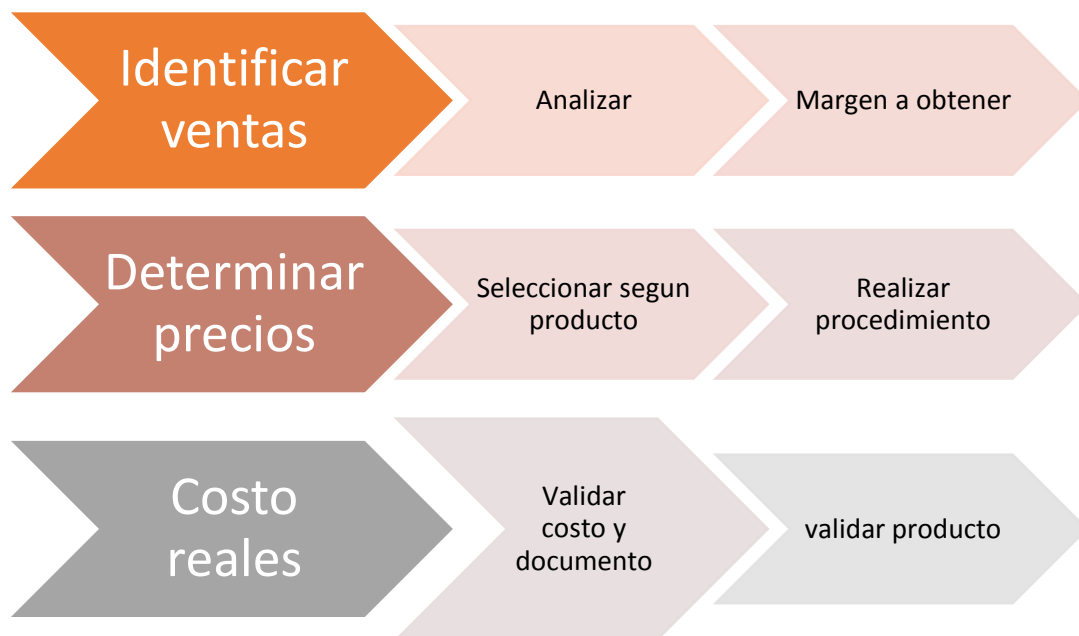 Identificar
ventas
Analizar
Margen a obtener
Determinar
precios
Seleccionar segun
producto
Realizar
procedimiento
Costo
reales
Validar
costo y
documento
validar producto